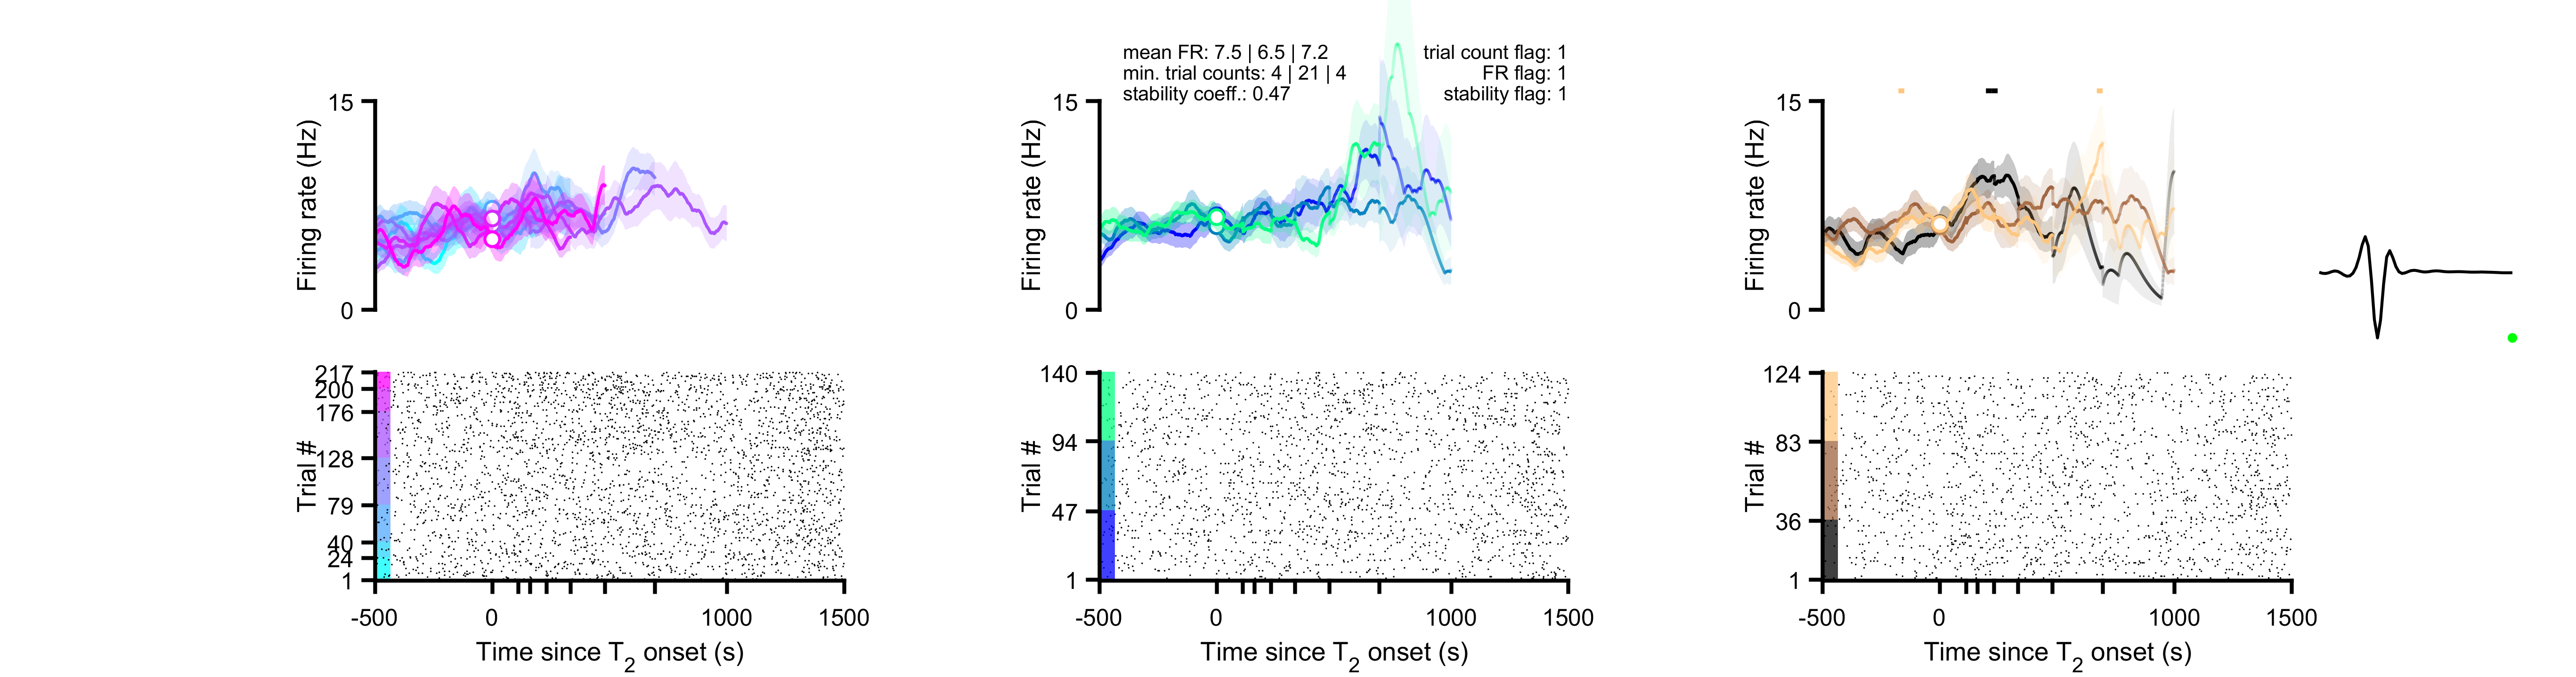 mean FR: 7.5 | 6.5 | 7.2
min. trial counts: 4 | 21 | 4
stability coeff.: 0.47
trial count flag: 1
FR flag: 1
stability flag: 1
15
Firing rate (Hz)
0
15
Firing rate (Hz)
0
15
Firing rate (Hz)
0
217
200
176
128
79
40
24
1
Trial #
-500
0
1000
1500
Time since T2 onset (s)
140
94
47
1
Trial #
-500
0
1000
1500
Time since T2 onset (s)
124
83
36
1
Trial #
-500
0
1000
1500
Time since T2 onset (s)